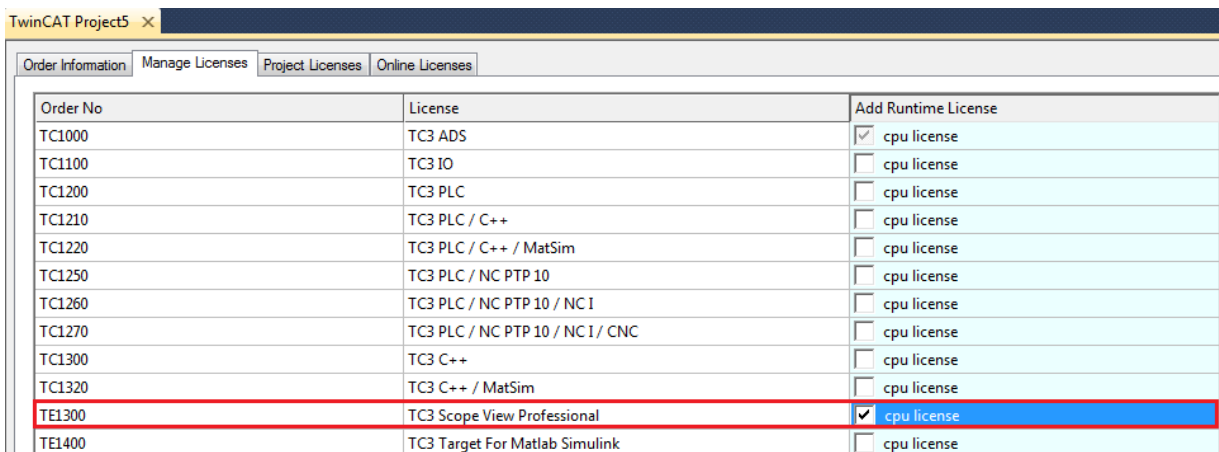 TwinCAT Project5
Order Information Manage Licenses Project Licenses Online Licenses
Order No License Add Runtime License
TC1000 TC3 ADS cpu license
TC1100 TC3 IO cpu license
TC1200 TC3 PLC cpu license
TC1210 TC3 PLC / C++ cpu license
TC1220 TC3 PLC / C++ / MatSim cpu license
TC1250 TC3 PLC / NC PTP 10 cpu license
TC1260 TC3 PLC / NC PTP 10 / NC I cpu license
TC1270 TC3 PLC / NC PTP 10 / NC I / CNC cpu license
TC1300 TC3 C++ cpu license
TC1320 TC3 C++ / MatSim cpu license
TE1300 TC3 Scope View Professional cpu license
TE1400 TC3 Target For Matlab Simulink cpu license